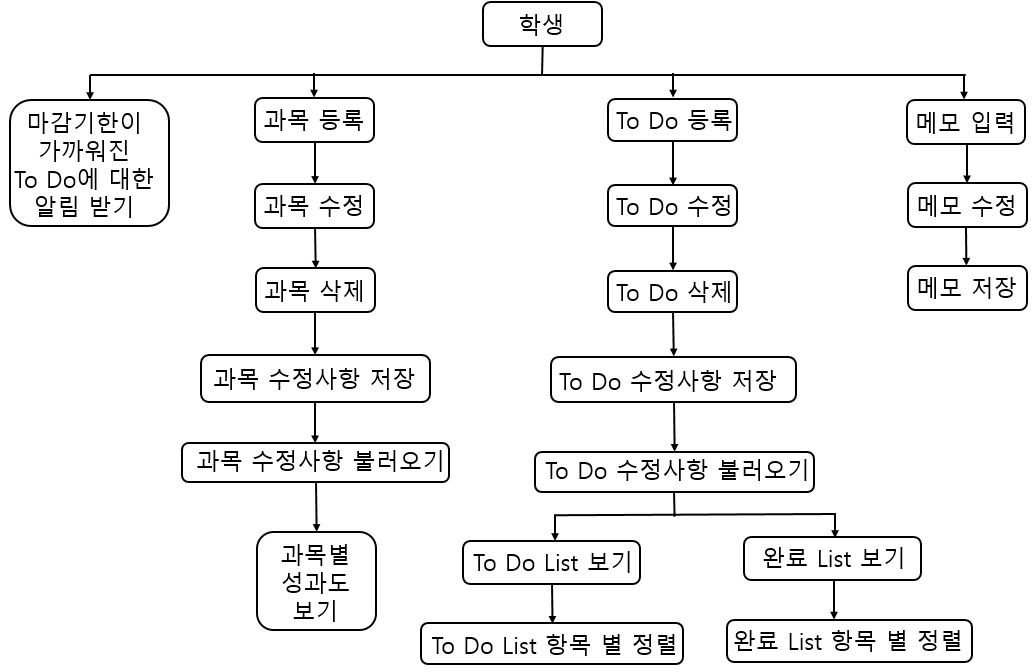 학생
마감기한이
가까워진
To Do에 대한
알림 받기
과목 등록
과목 수정
과목 삭제
과목 수정사항 저장
과목 수정사항 불러오기
과목별
성과도
보기
To Do 등록
To Do 수정
To Do 삭제
To Do 수정사항 저장
To Do 수정사항 불러오기
To Do List 보기
To Do List 항목 별 정렬
완료 List 보기
완료 List 항목 별 정렬
메모 입력
메모 수정
메모 저장